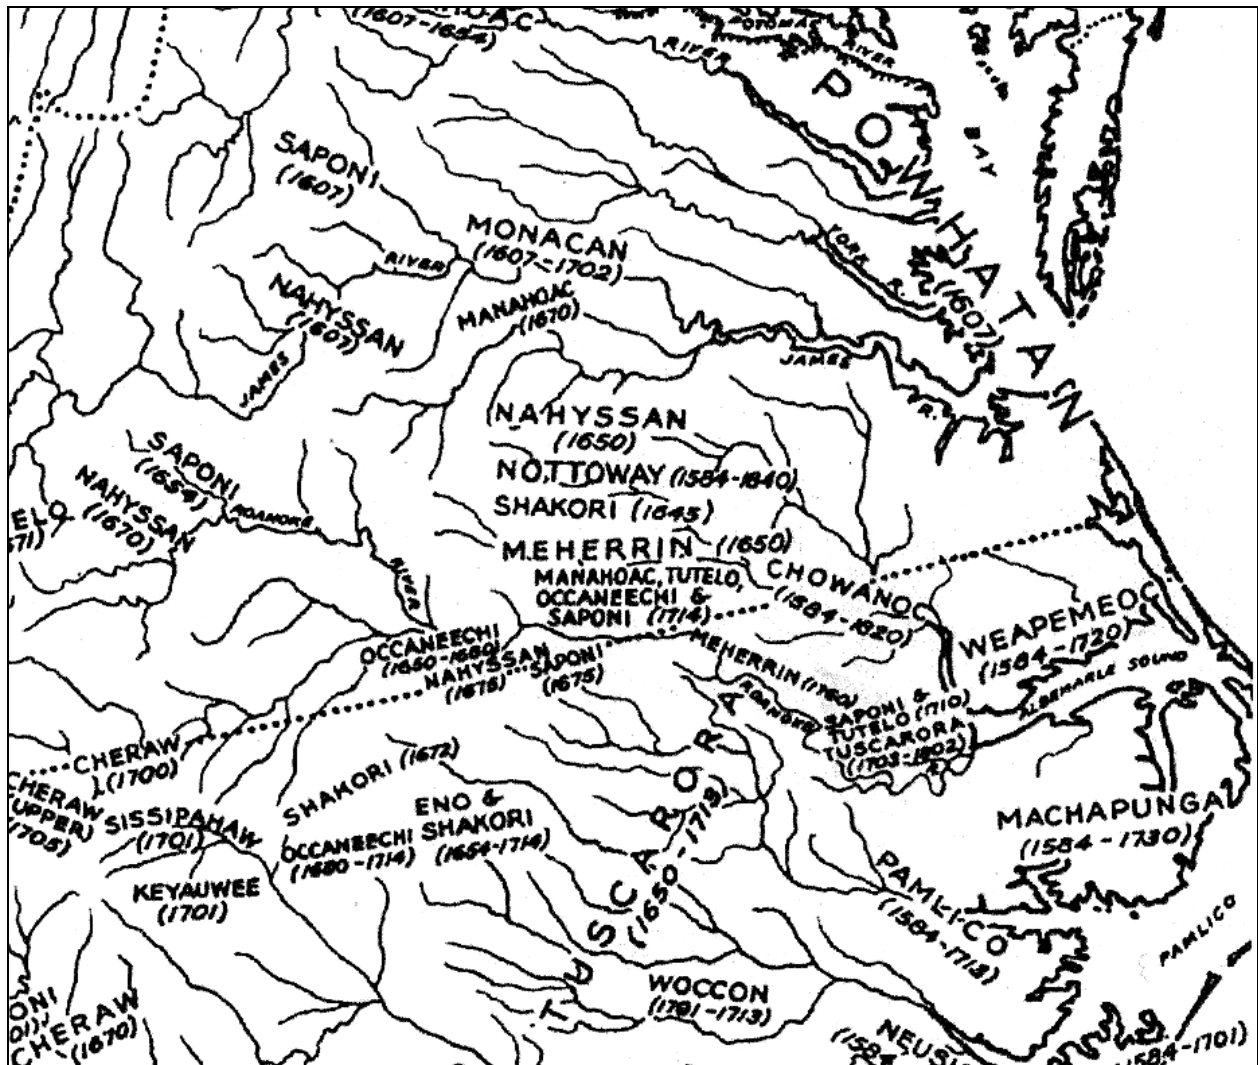 (1607-1654)
RIVER
POTOMAC
RIVER
POWHATAN
(1607)
BAY
SAPONI
(1607)
MONACAN
(1607-1702)
RIVER
YORK
R.
NAHYSSAN
(1607)
MANAHOAC
(1670)
JAMES
JAMES
R.
NAHYSSAN
(1650)
NOTTOWAY (1584-1840)
SHAKORI (1645)
MEHERRIN (1650)
MANAHOAC, TUTELO,
OCCANEECHI &
SAPONI (1714)
SAPONI
(1654)
NAHYSSAN
(1670)
ROANOKE
RIVER
ELO
CHOWANOC
(1584-1820)
WEAPEMEOC
(1584-1720)
ALBEMARLE SOUND
OCCANEECHI
(1650-1680)
NAHYSSAN
(1675)
SAPONI
(1675)
MEHERRIN (1760)
ROANOKE
SAPONI &
TUTELO (1710)
TUSCARORA
(1703-1802)
CHERAW
(1700)
CHERAW
(UPPER)
1705)
SISSIPAHAW
(1701)
KEYAUWEE
(1701)
SHAKORI (1672)
ENO &
SHAKORI
(1654-1714)
OCCANEECHI
(1680-1714)
TUSCARORA
(1650-1713)
MACHAPUNGA
(1584-1730)
PAMLICO
(1584-1713)
PAMLICO
WOCCON
(1701-1713)
ONI
CHERAW
(1670)
NEUSI
(1584
1584-1701)